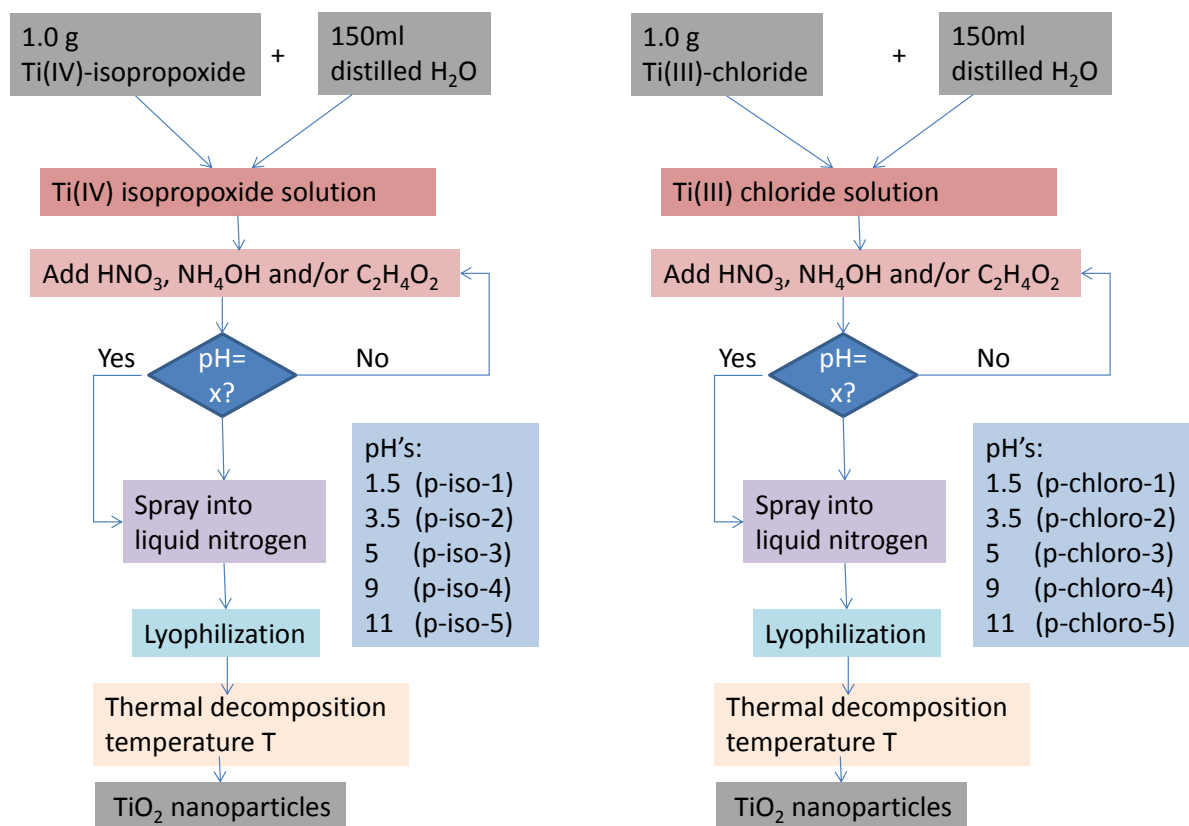 1.0 g
Ti(IV)-isopropoxide
+
150ml
distilled H₂O
Ti(IV) isopropoxide solution
Add HNO₃, NH₄OH and/or C₂H₄O₂
Yes
pH=
x?
No
pH's:
1.5 (p-iso-1)
3.5 (p-iso-2)
5 (p-iso-3)
9 (p-iso-4)
11 (p-iso-5)
Spray into
liquid nitrogen
Lyophilization
Thermal decomposition
temperature T
TiO₂ nanoparticles
1.0 g
Ti(III)-chloride
+
150ml
distilled H₂O
Ti(III) chloride solution
Add HNO₃, NH₄OH and/or C₂H₄O₂
Yes
pH=
x?
No
pH's:
1.5 (p-chloro-1)
3.5 (p-chloro-2)
5 (p-chloro-3)
9 (p-chloro-4)
11 (p-chloro-5)
Spray into
liquid nitrogen
Lyophilization
Thermal decomposition
temperature T
TiO₂ nanoparticles